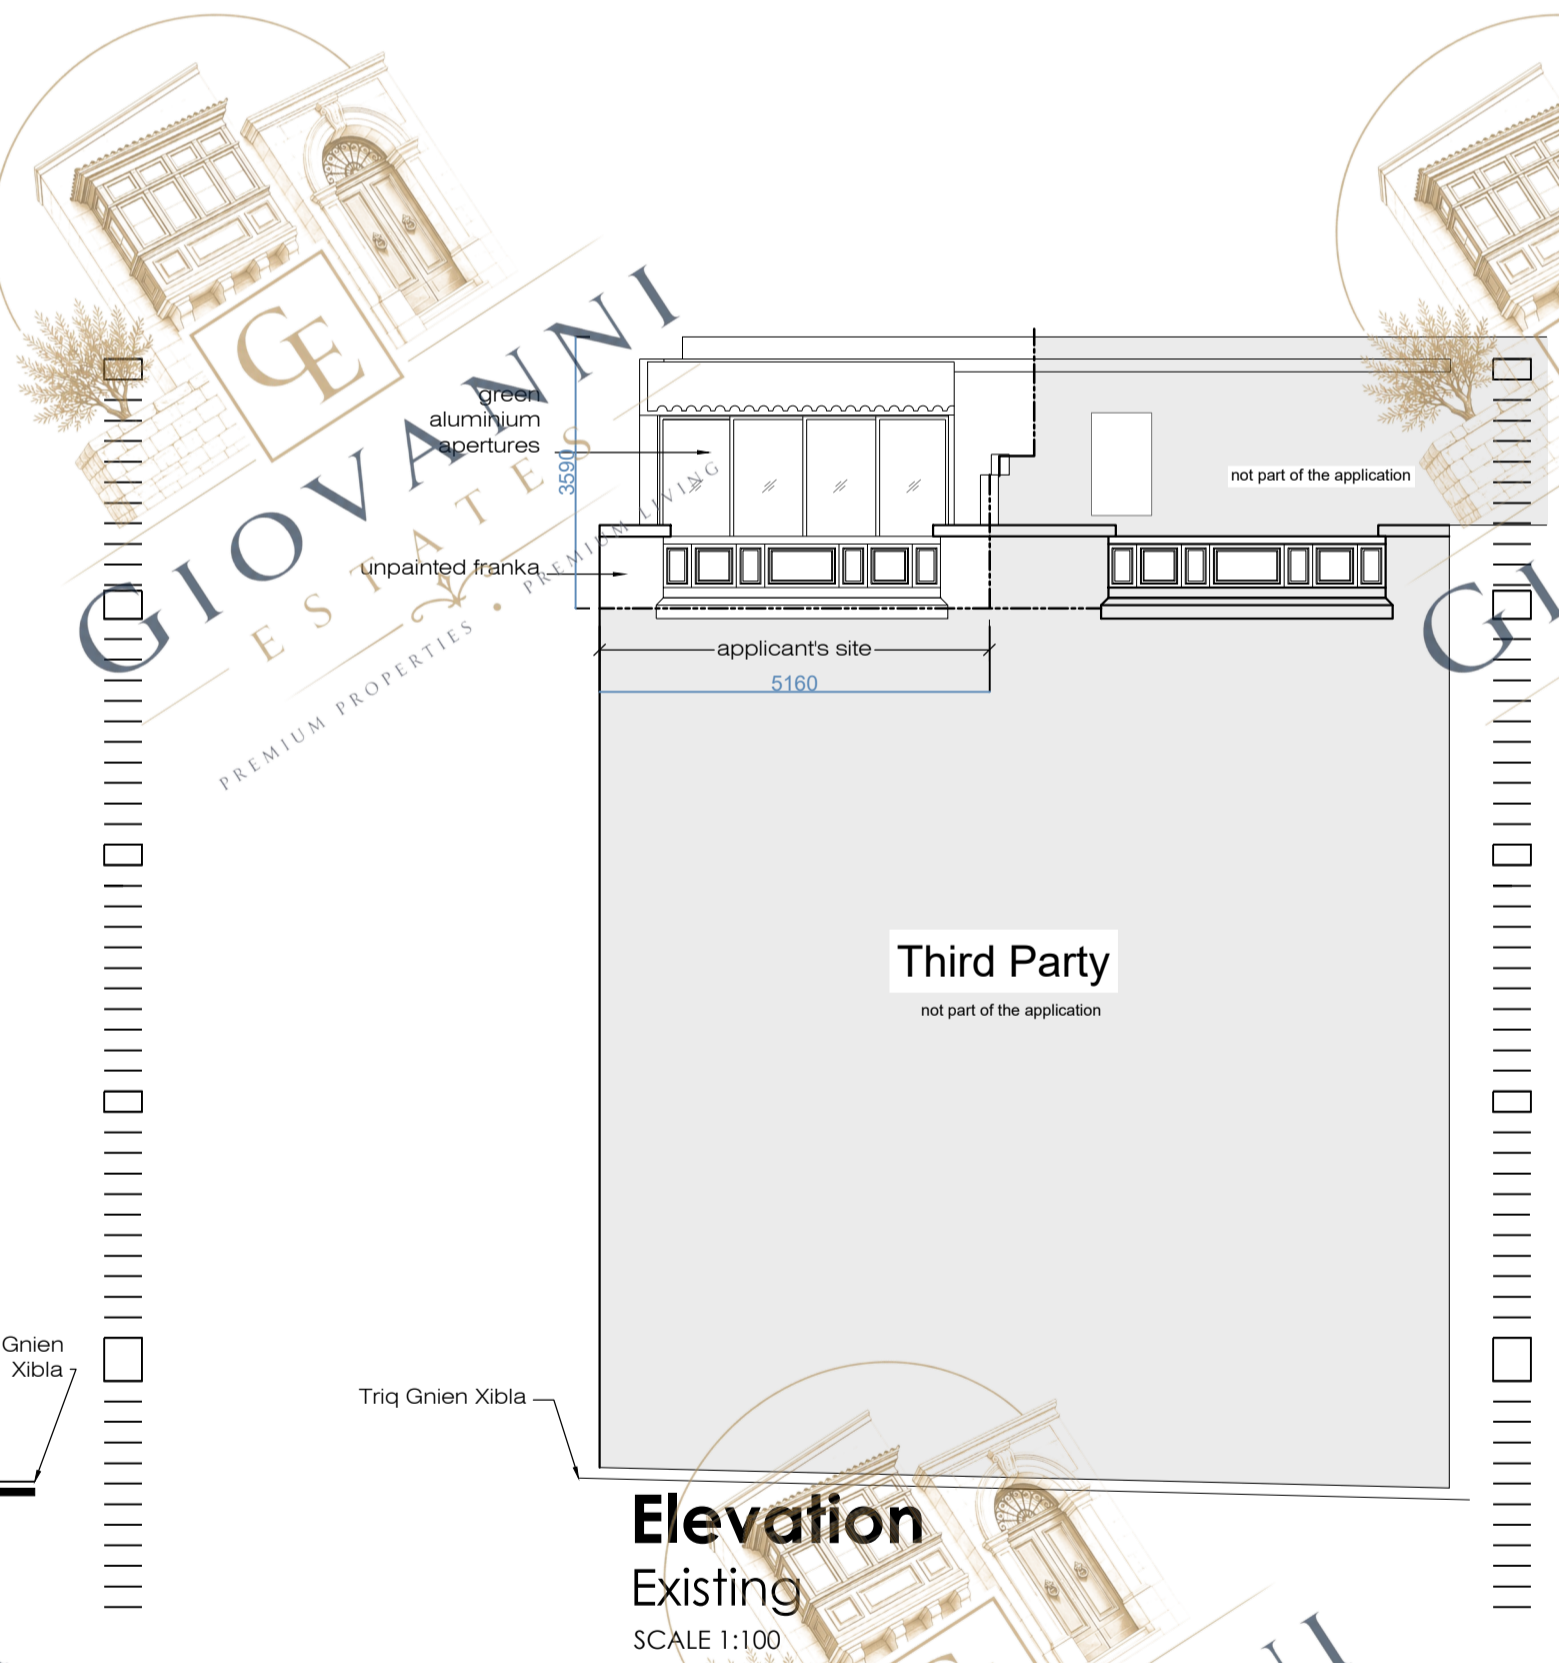 GE
GIOVANNI
ESTATES
PREMIUM PROPERTIES • PREMIUM LIVING
green
aluminium
apertures
3590
not part of the application
unpainted franka
applicant's site
5160
GI
Third Party
not part of the application
Gnien
Xibla
Triq Gnien Xibla
Elevation
Existing
SCALE 1:100